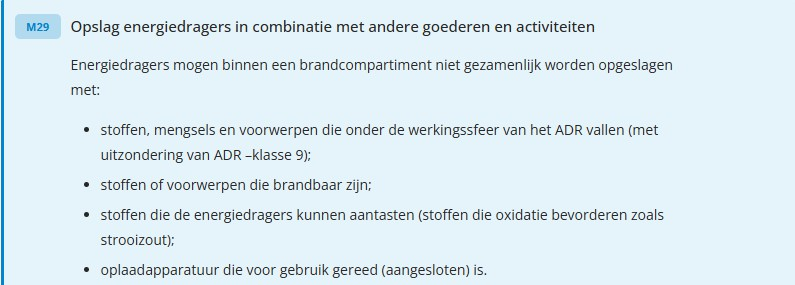 M29 Opslag energiedragers in combinatie met andere goederen en activiteiten
Energiedragers mogen binnen een brandcompartiment niet gezamenlijk worden opgeslagen
met:
• stoffen, mengsels en voorwerpen die onder de werkingssfeer van het ADR vallen (met
uitzondering van ADR –klasse 9);
• stoffen of voorwerpen die brandbaar zijn;
• stoffen die de energiedragers kunnen aantasten (stoffen die oxidatie bevorderen zoals
strooizout);
• oplaadapparatuur die voor gebruik gereed (aangesloten) is.